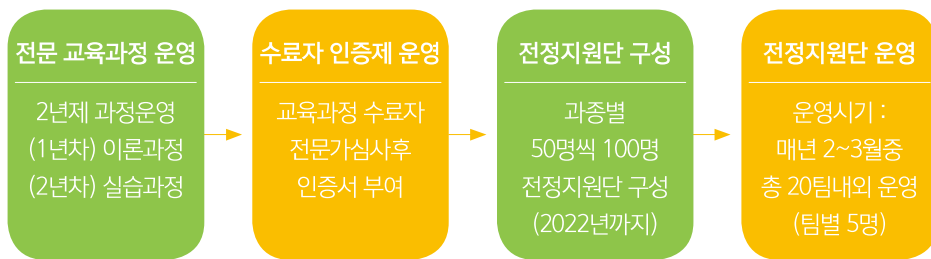 전문 교육과정 운영
2년제 과정운영
(1년차) 이론과정
(2년차) 실습과정
수료자 인증제 운영
교육과정 수료자
전문가심사후
인증서 부여
전정지원단 구성
과종별
50명씩 100명
전정지원단 구성
(2022년까지)
전정지원단 운영
운영시기 :
매년 2~3월중
총 20팀내외 운영
(팀별 5명)